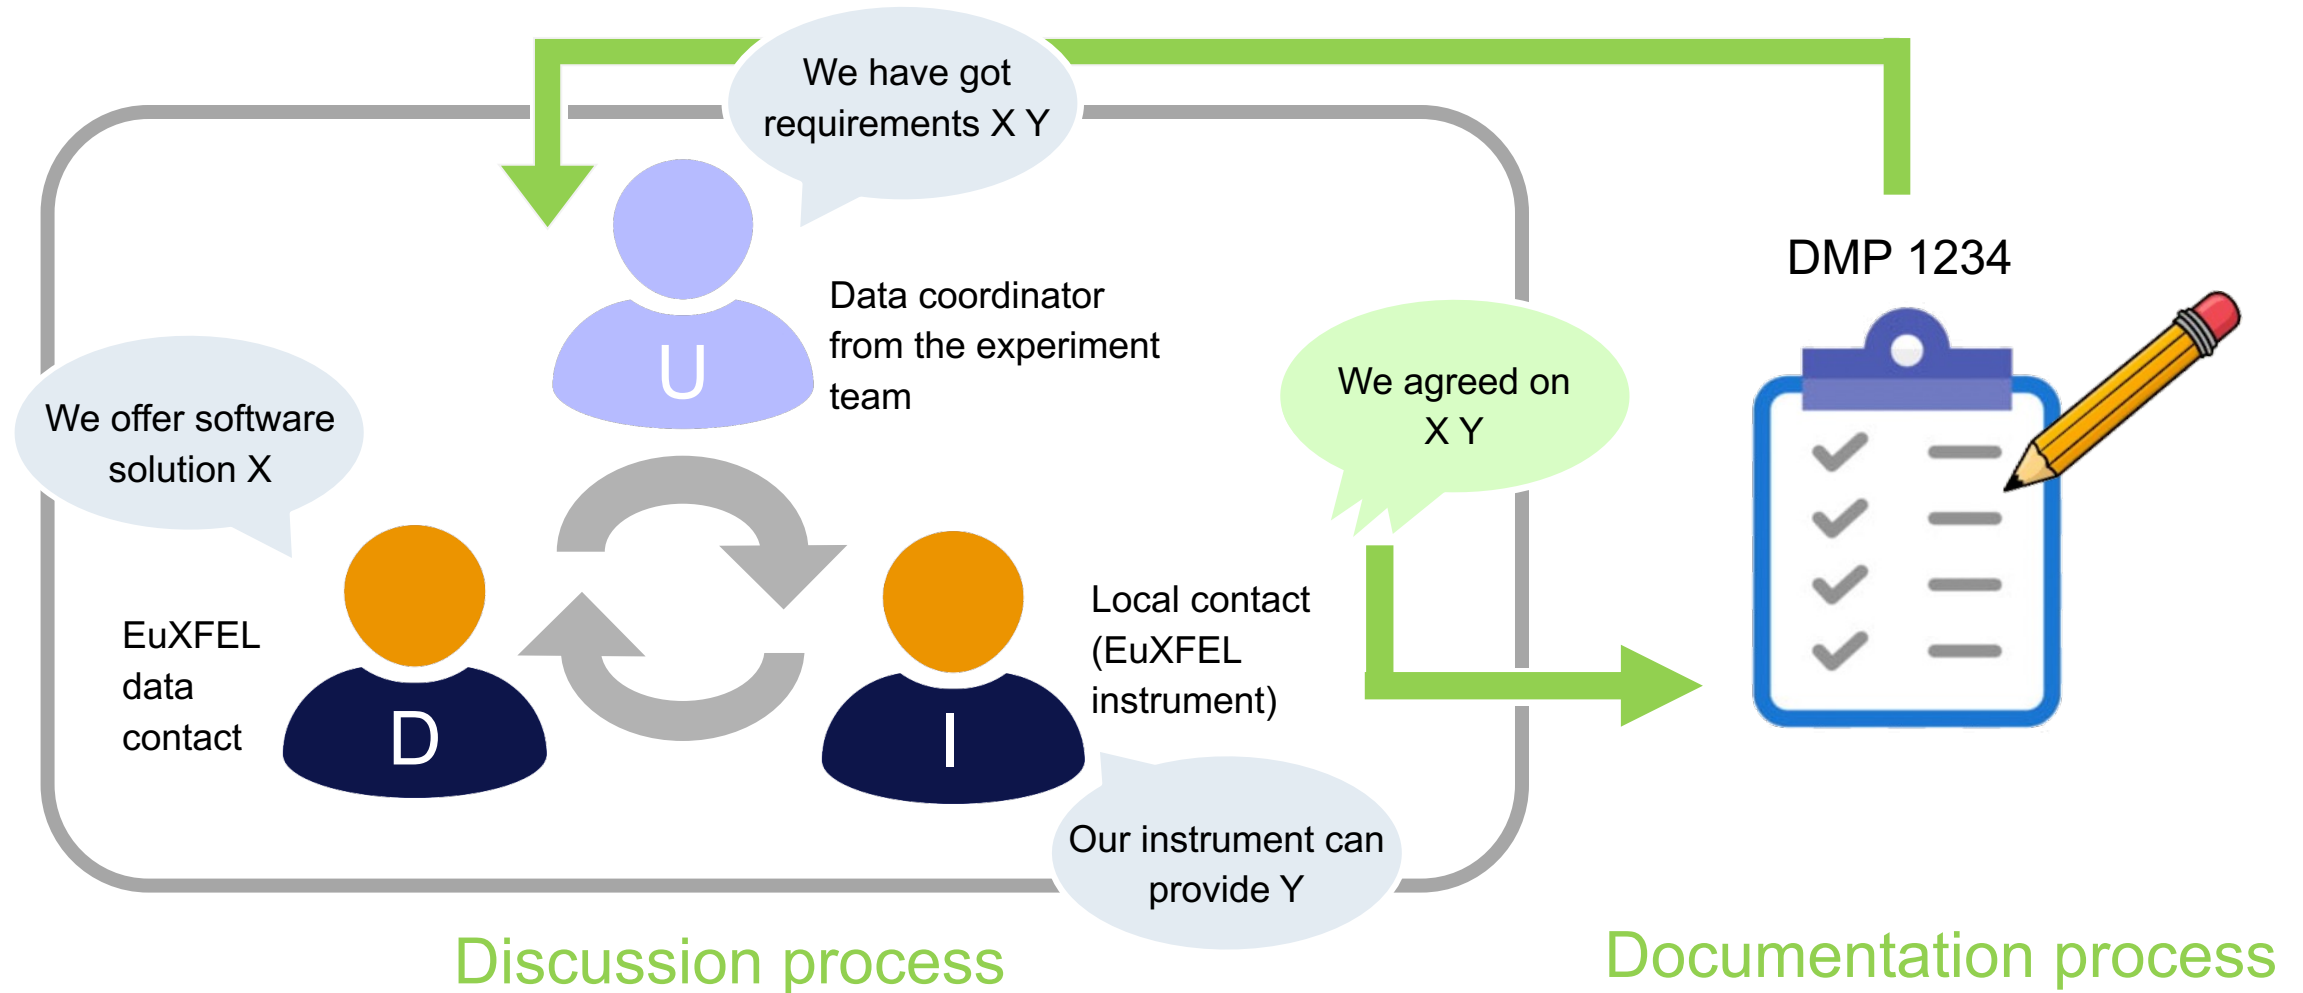 We have got
requirements X Y
DMP 1234
Data coordinator
from the experiment
team
U
We agreed on
X Y
We offer software
solution X
EuXFEL
data
contact
D
Local contact
(EuXFEL
instrument)
I
Our instrument can
provide Y
Discussion process
Documentation process